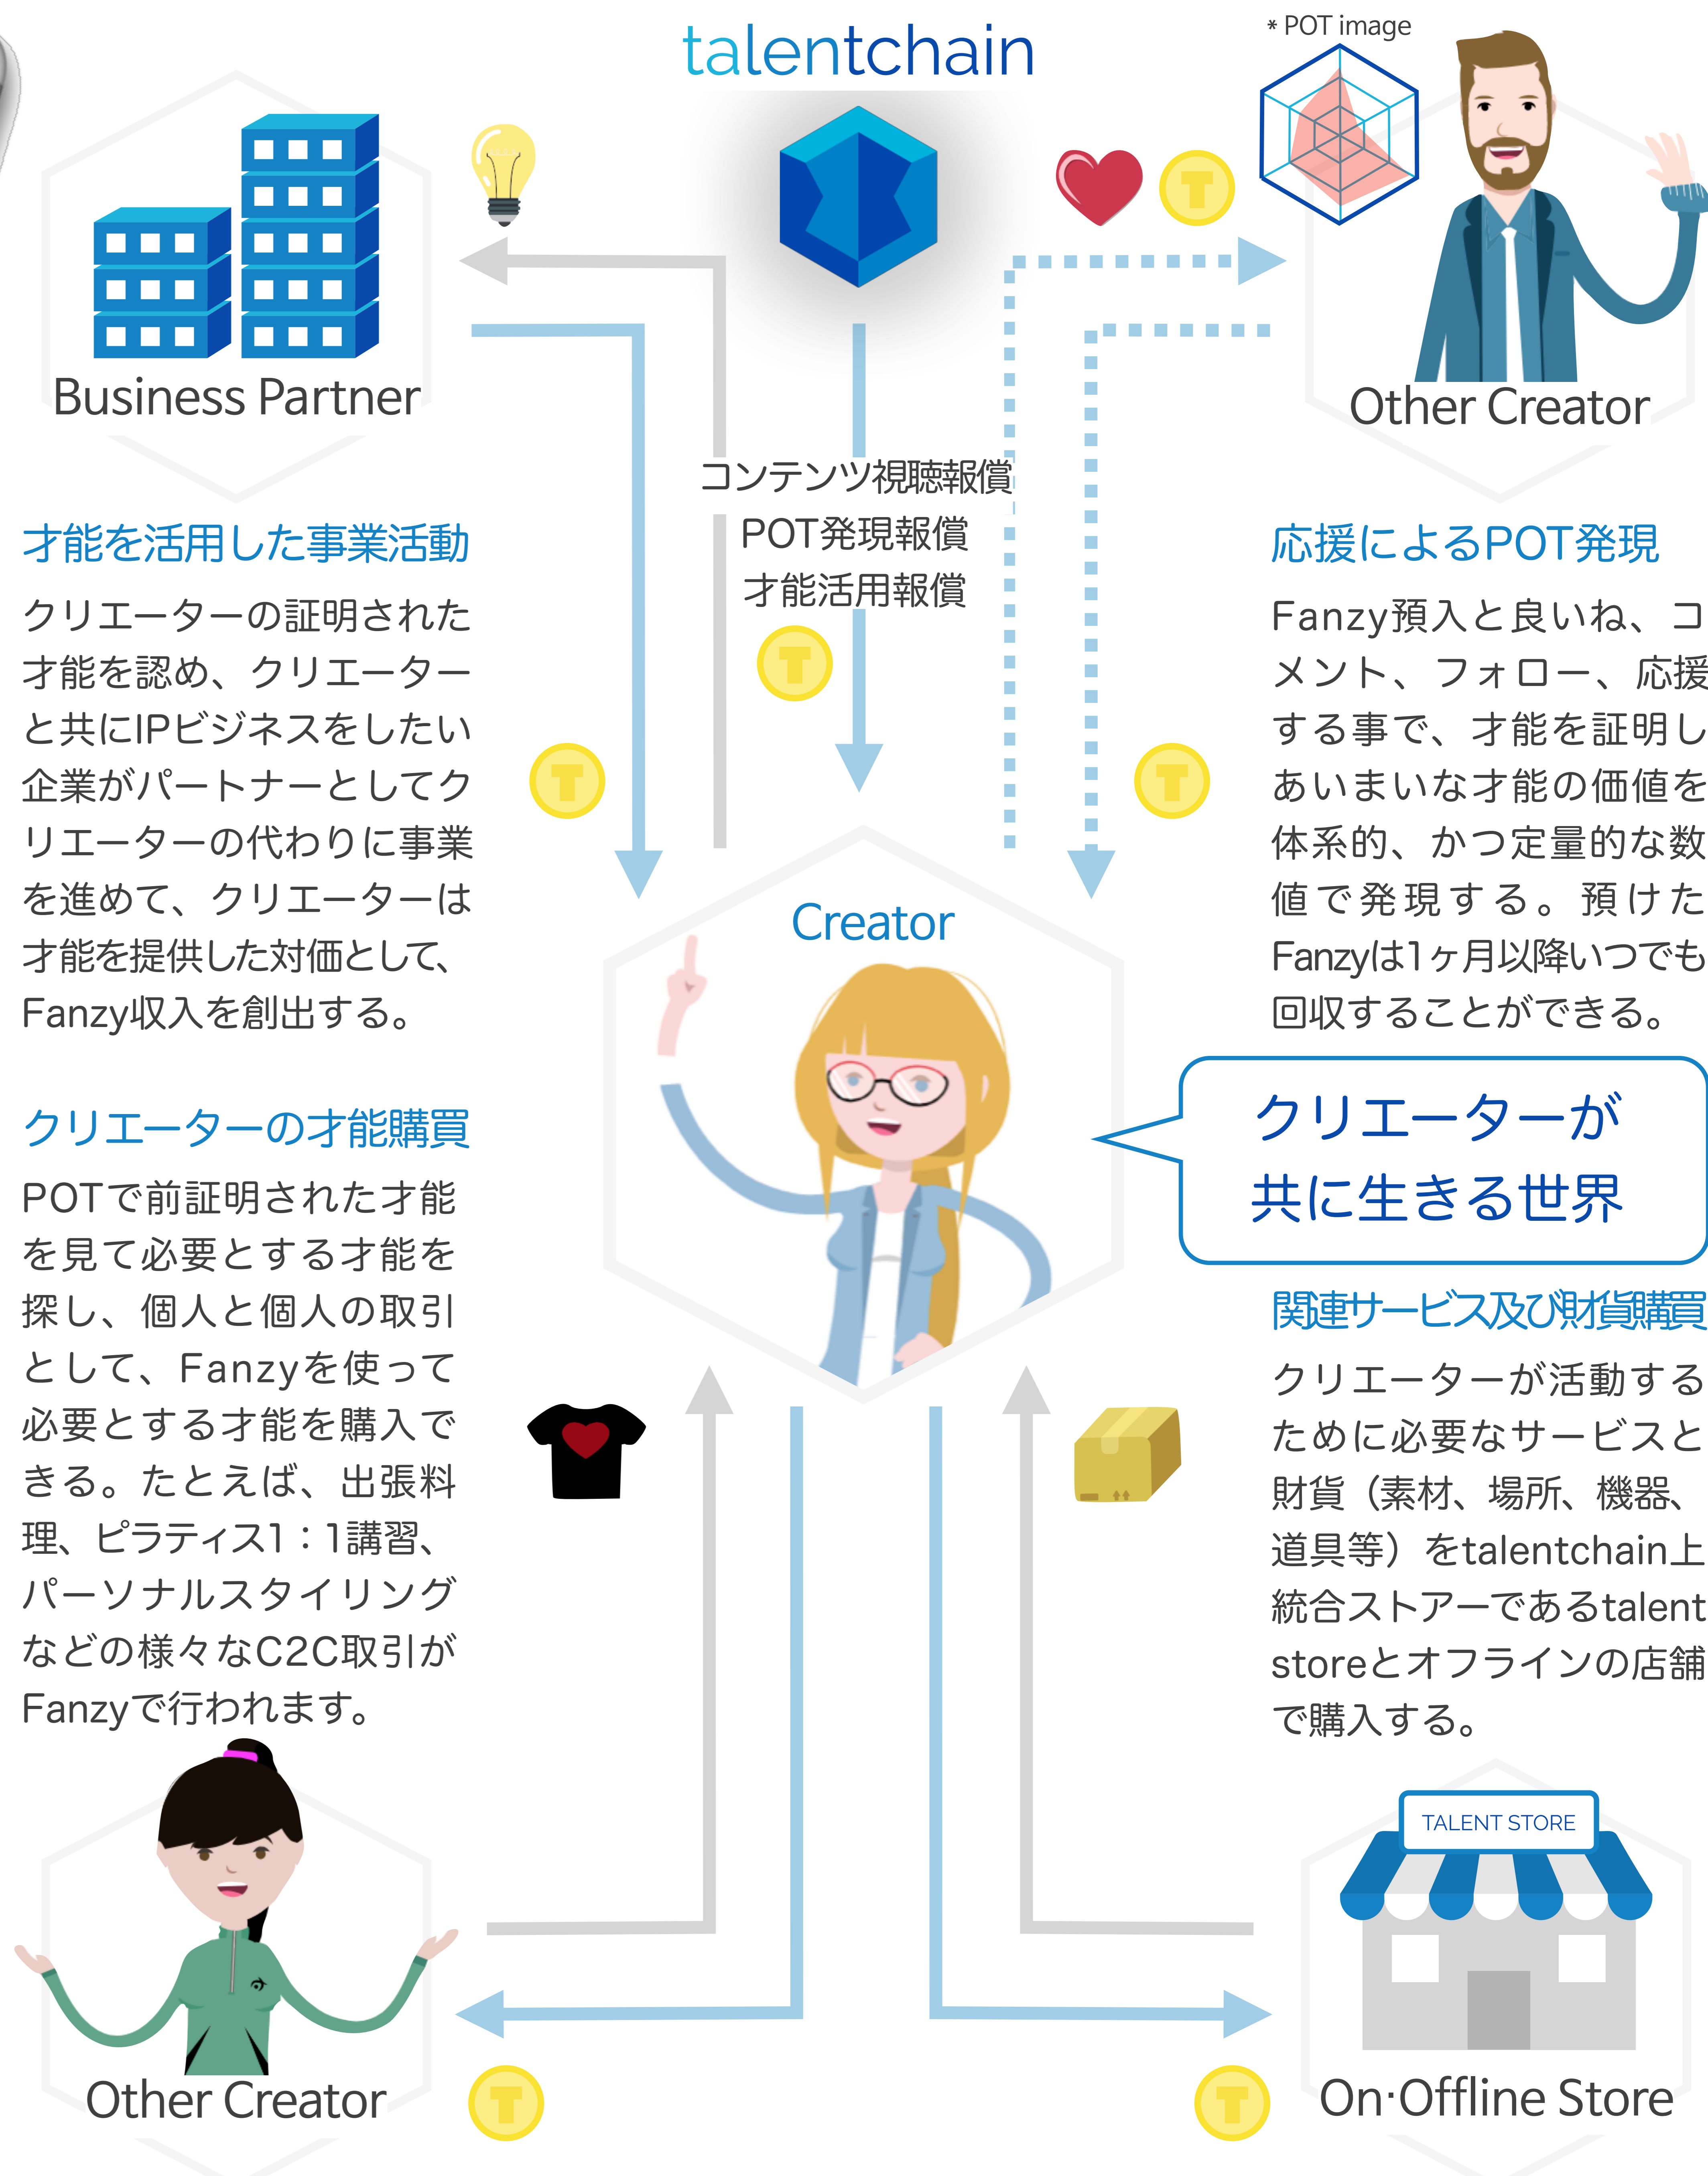 talentchain
* POT image
Business Partner
Other Creator
コンテンツ視聴報償
POT発現報償
才能活用報償
T
T
T
T
才能を活用した事業活動
クリエーターの証明された
才能を認め、クリエーター
と共にIPビジネスをしたい
企業がパートナーとしてク
リエーターの代わりに事業
を進めて、クリエーターは
才能を提供した対価として、
Fanzy収入を創出する。
応援によるPOT発現
Fanzy預入と良いね、コ
メント、フォロー、応援
する事で、才能を証明し
あいまいな才能の価値を
体系的、かつ定量的な数
値で発現する。預けた
Fanzyは1ヶ月以降いつでも
回収することができる。
Creator
クリエーターが
共に生きる世界
クリエーターの才能購買
POTで前証明された才能
を見て必要とする才能を
探し、個人と個人の取引
として、Fanzyを使って
必要とする才能を購入で
きる。たとえば、出張料
理、ピラティス1：1講習、
パーソナルスタイリング
などの様々なC2C取引が
Fanzyで行われます。
関連サービス及び財貨購買
クリエーターが活動する
ために必要なサービスと
財貨（素材、場所、機器、
道具等）をtalentchain上
統合ストアーであるtalent
storeとオフラインの店舗
で購入する。
TALENT STORE
Other Creator
T
T
On·Offline Store